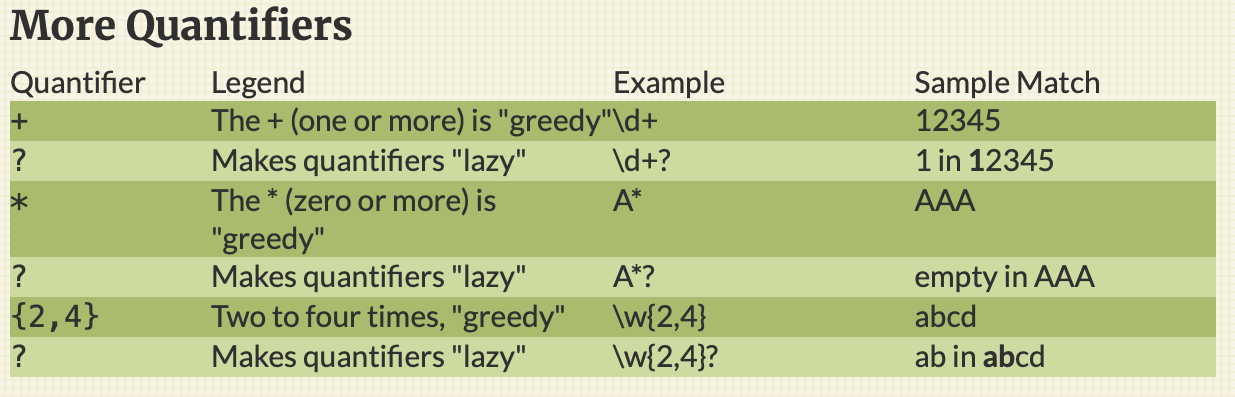 More Quantifiers
Quantifier Legend Example Sample Match
+ The + (one or more) is "greedy" \d+ 12345
? Makes quantifiers "lazy" \d+? 1 in 12345
* The * (zero or more) is A* AAA
"greedy"
? Makes quantifiers "lazy" A*? empty in AAA
{2,4} Two to four times, "greedy" \w{2,4} abcd
? Makes quantifiers "lazy" \w{2,4}? ab in abcd